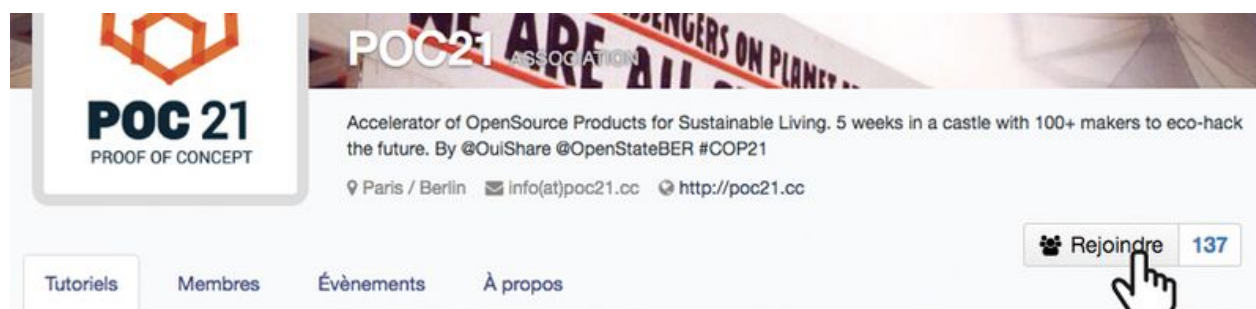 WE ARE ALL
PASSENGERS ON PLANET
POC21 ASSOCIATION
POC 21
PROOF OF CONCEPT
Accelerator of OpenSource Products for Sustainable Living. 5 weeks in a castle with 100+ makers to eco-hack
the future. By @OuiShare @OpenStateBER #COP21
Paris / Berlin info(at)poc21.cc http://poc21.cc
Rejoindre 137
Tutoriels Membres Évènements À propos